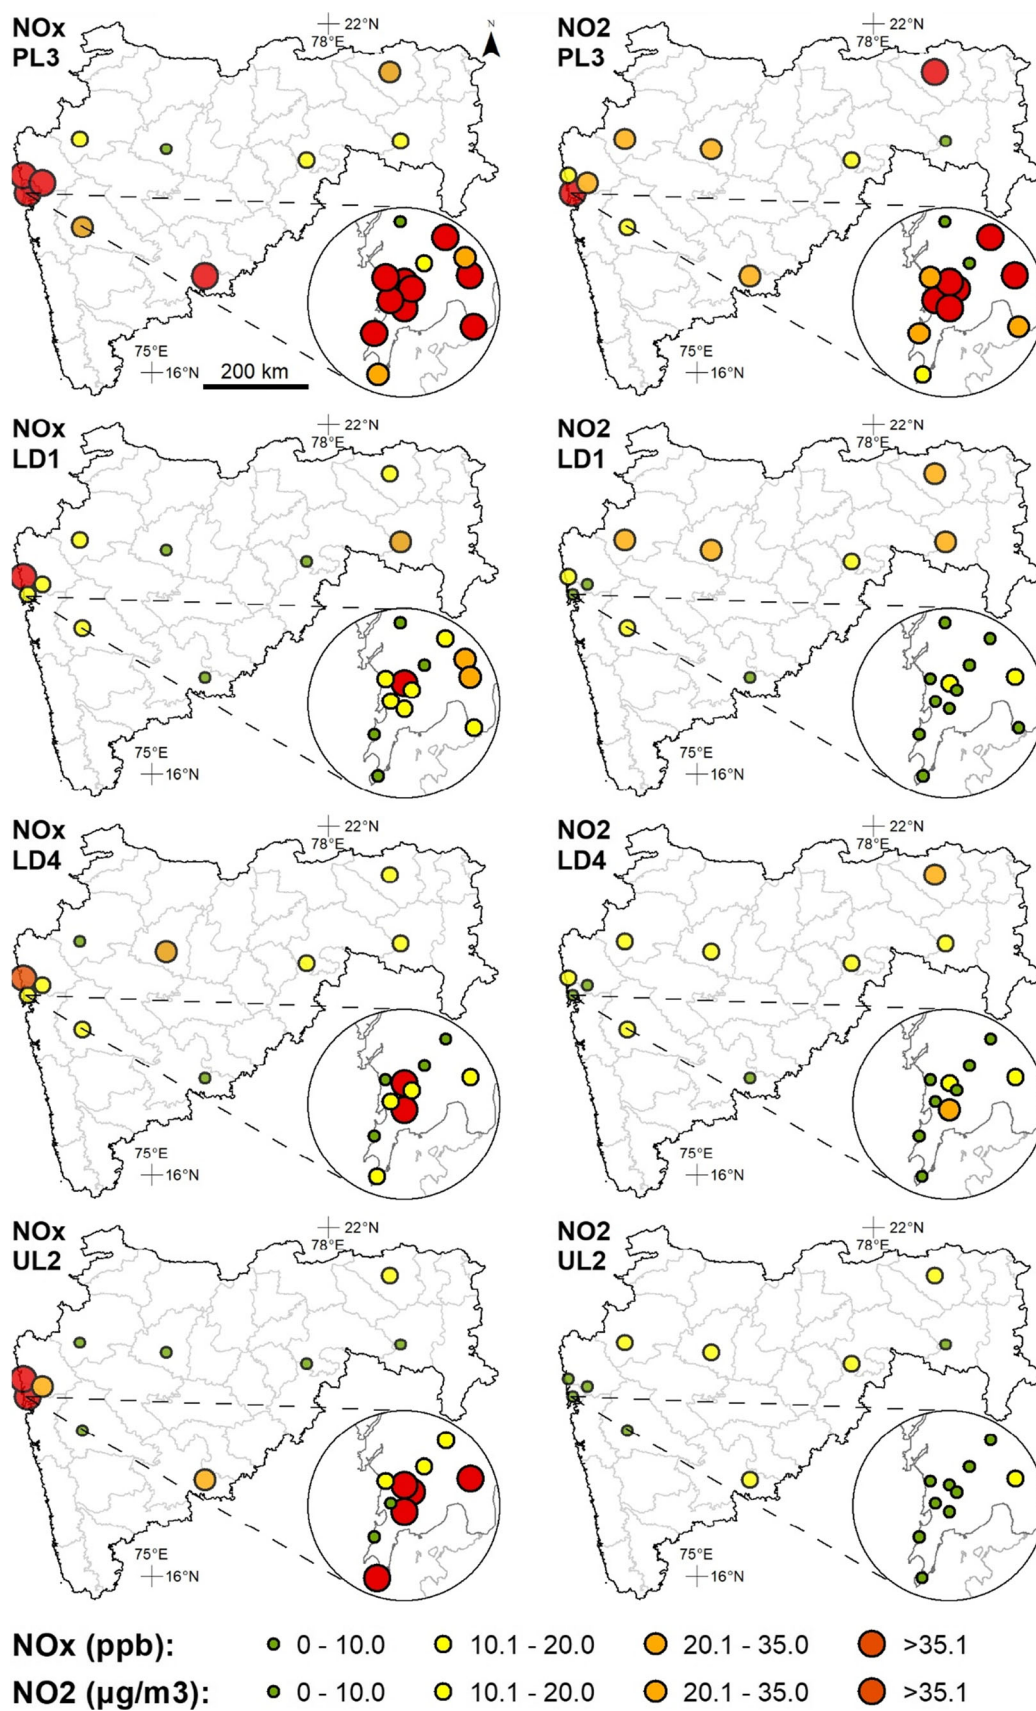 NOx
PL3
22°N
78°E
N
75°E
16°N
200 km
NO2
PL3
22°N
78°E
75°E
16°N
NOx
LD1
22°N
78°E
75°E
16°N
NO2
LD1
22°N
78°E
75°E
16°N
NOx
LD4
22°N
78°E
75°E
16°N
NO2
LD4
22°N
78°E
75°E
16°N
NOx
UL2
22°N
78°E
75°E
16°N
NO2
UL2
22°N
78°E
75°E
16°N
NOx (ppb): 0 - 10.0 10.1 - 20.0 20.1 - 35.0 >35.1
NO2 (µg/m3): 0 - 10.0 10.1 - 20.0 20.1 - 35.0 >35.1